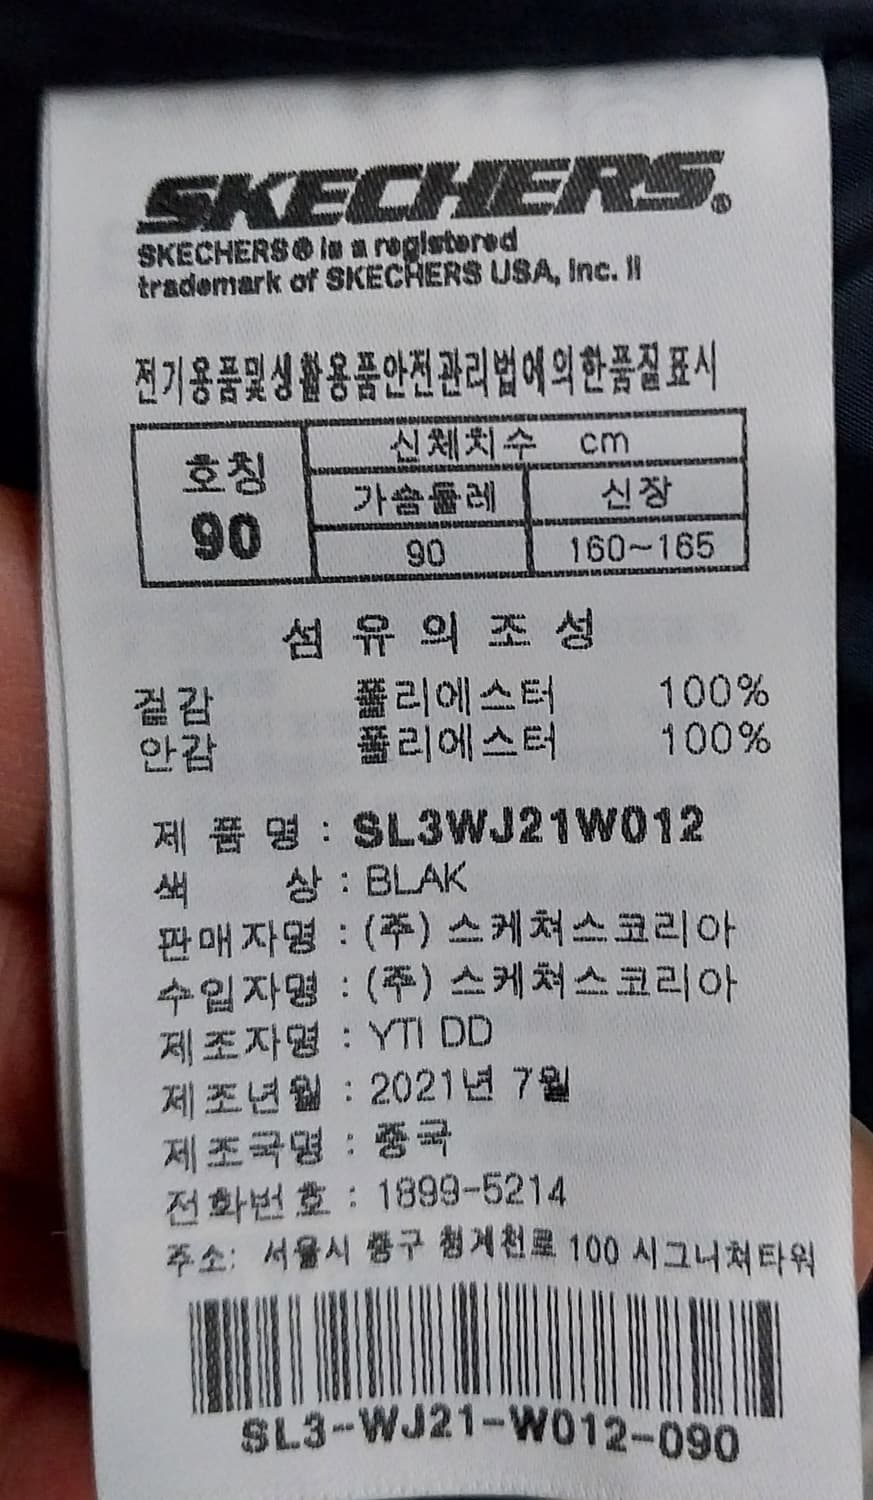 SKECHERS®
SKECHERS® is a registered
trademark of SKECHERS USA, Inc. II
전기용품및생활용품안전관리법에의한품질표시
호칭
90
신체치수 cm
가슴둘레 신장
90 160~165
섬유의조성
겉감 폴리에스터 100%
안감 폴리에스터 100%
제품명 : SL3WJ21W012
색상 : BLAK
판매자명 : (주) 스케쳐스코리아
수입자명 : (주) 스케쳐스코리아
제조자명 : YTI DD
제조년월 : 2021년 7월
제조국명 : 중국
전화번호 : 1899-5214
주소: 서울시 중구 청계천로 100 시그니쳐타워
SL3-WJ21-W012-090